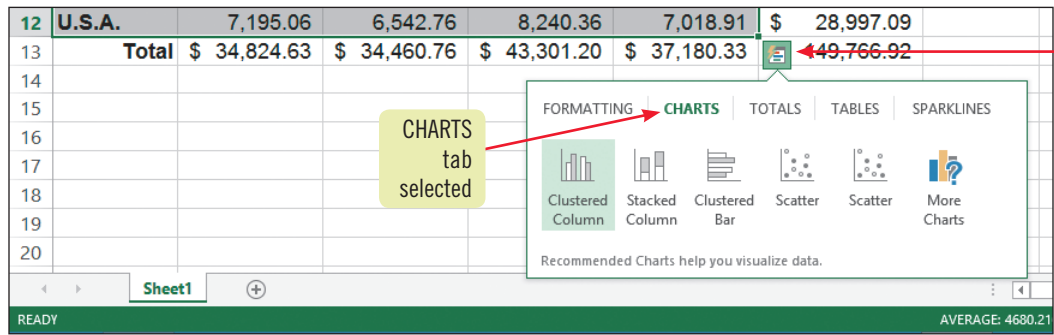 12 U.S.A. 7,195.06 6,542.76 8,240.36 7,018.91 $ 28,997.09
13 Total $ 34,824.63 $ 34,460.76 $ 43,301.20 $ 37,180.33 149,766.92
14
15
16
17
18
19
20
CHARTS
tab
selected
FORMATTING CHARTS TOTALS TABLES SPARKLINES
Clustered Column
Stacked Column
Clustered Bar
Scatter
Scatter
More Charts
Recommended Charts help you visualize data.
Sheet1
READY AVERAGE: 4680.21